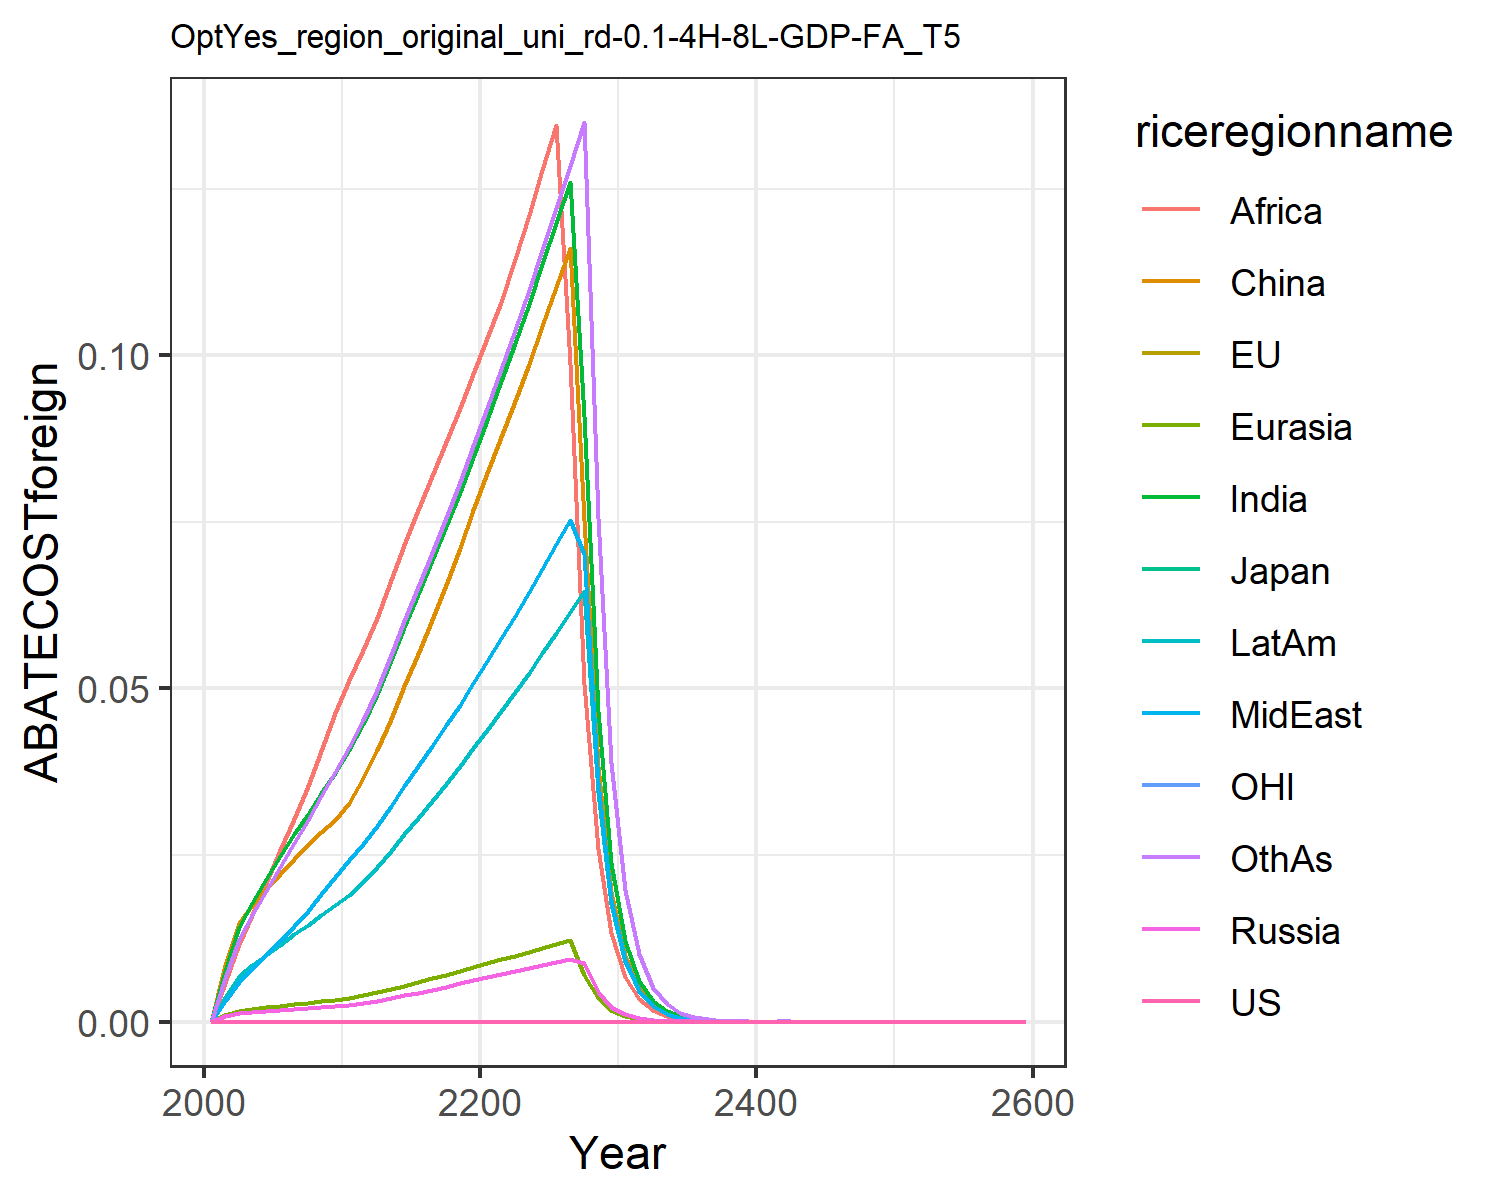 OptYes_region_original_uni_rd-0.1-4H-8L-GDP-FA_T5
ABATECOSTforeign
0.10
0.05
0.00
2000
2200
2400
2600
Year
riceregionname
Africa
China
EU
Eurasia
India
Japan
LatAm
MidEast
OHI
OthAs
Russia
US